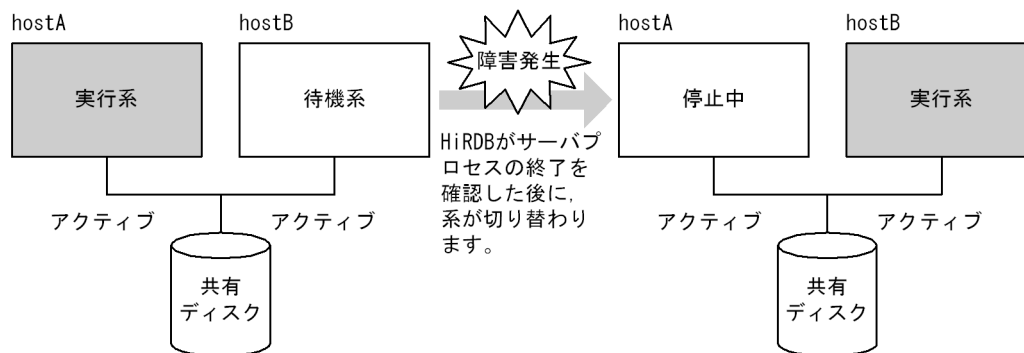 hostA
hostB
実行系
待機系
アクティブ
アクティブ
共有
ディスク
障害発生
HiRDBがサーバプ
ロセスの終了を
確認した後に,
系が切り替わり
ます。
hostA
hostB
停止中
実行系
アクティブ
アクティブ
共有
ディスク